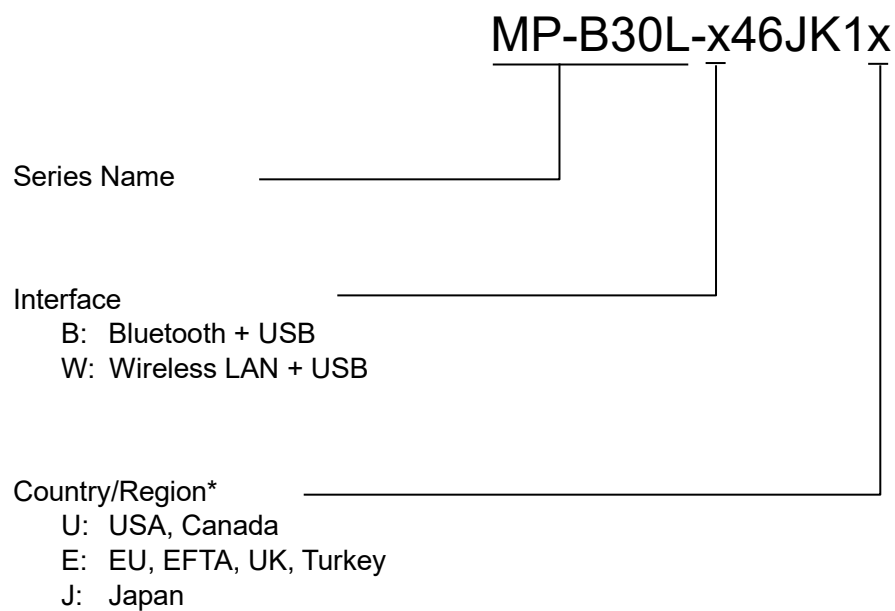 MP-B30L-x46JK1x
Series Name
Interface
B: Bluetooth + USB
W: Wireless LAN + USB
Country/Region*
U: USA, Canada
E: EU, EFTA, UK, Turkey
J: Japan